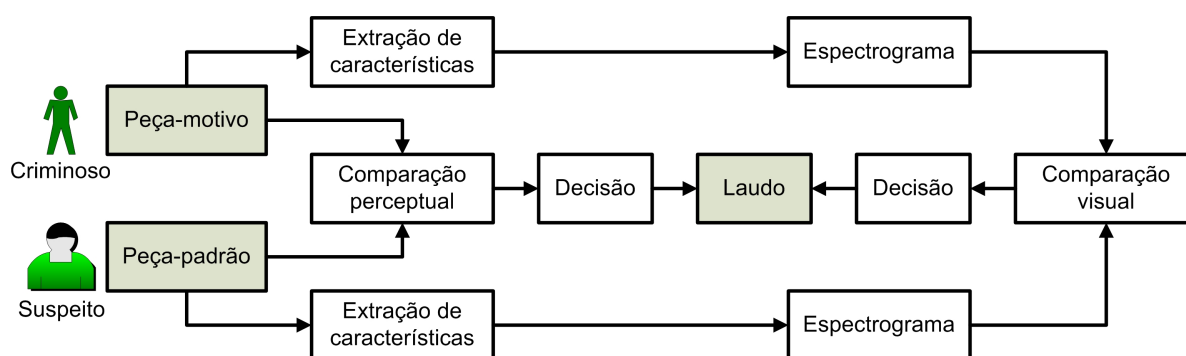 Extração de
características
Espectrograma
Peça-motivo
Criminoso
Comparação
perceptual
Decisão
Laudo
Decisão
Comparação
visual
Peça-padrão
Suspeito
Extração de
características
Espectrograma